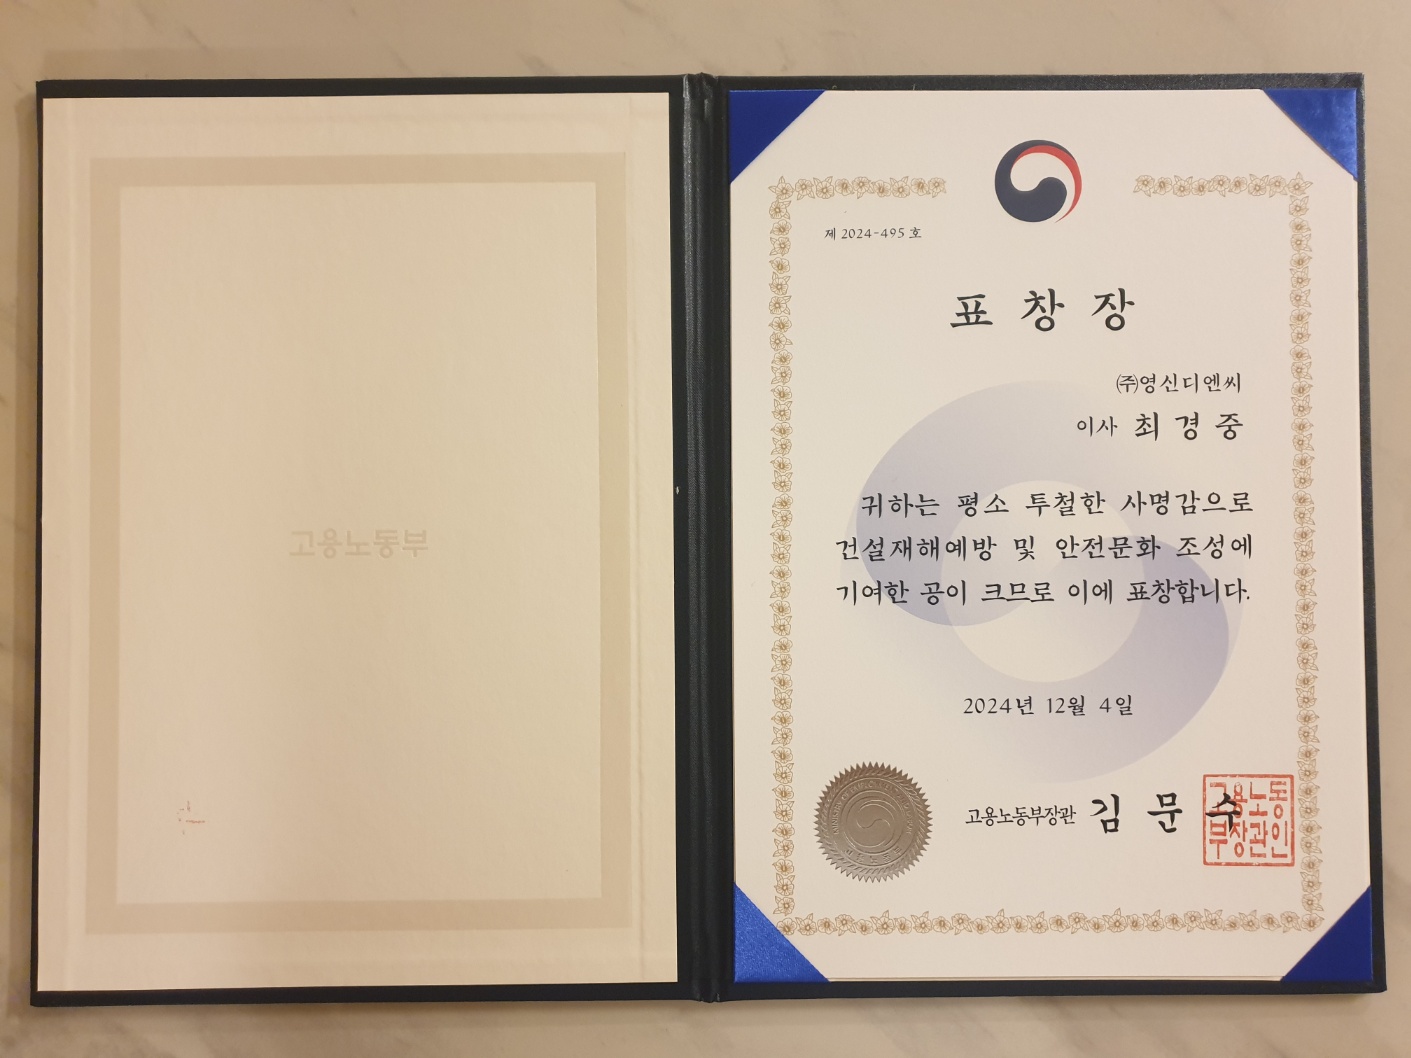 고용노동부
제 2024-495 호
표 창 장
㈜영신디엔씨
이사 최 경 중
귀하는 평소 투철한 사명감으로
건설재해예방 및 안전문화 조성에
기여한 공이 크므로 이에 표창합니다.
2024년 12월 4일
고용노동부장관 김 문 수
고용노동
부장관인